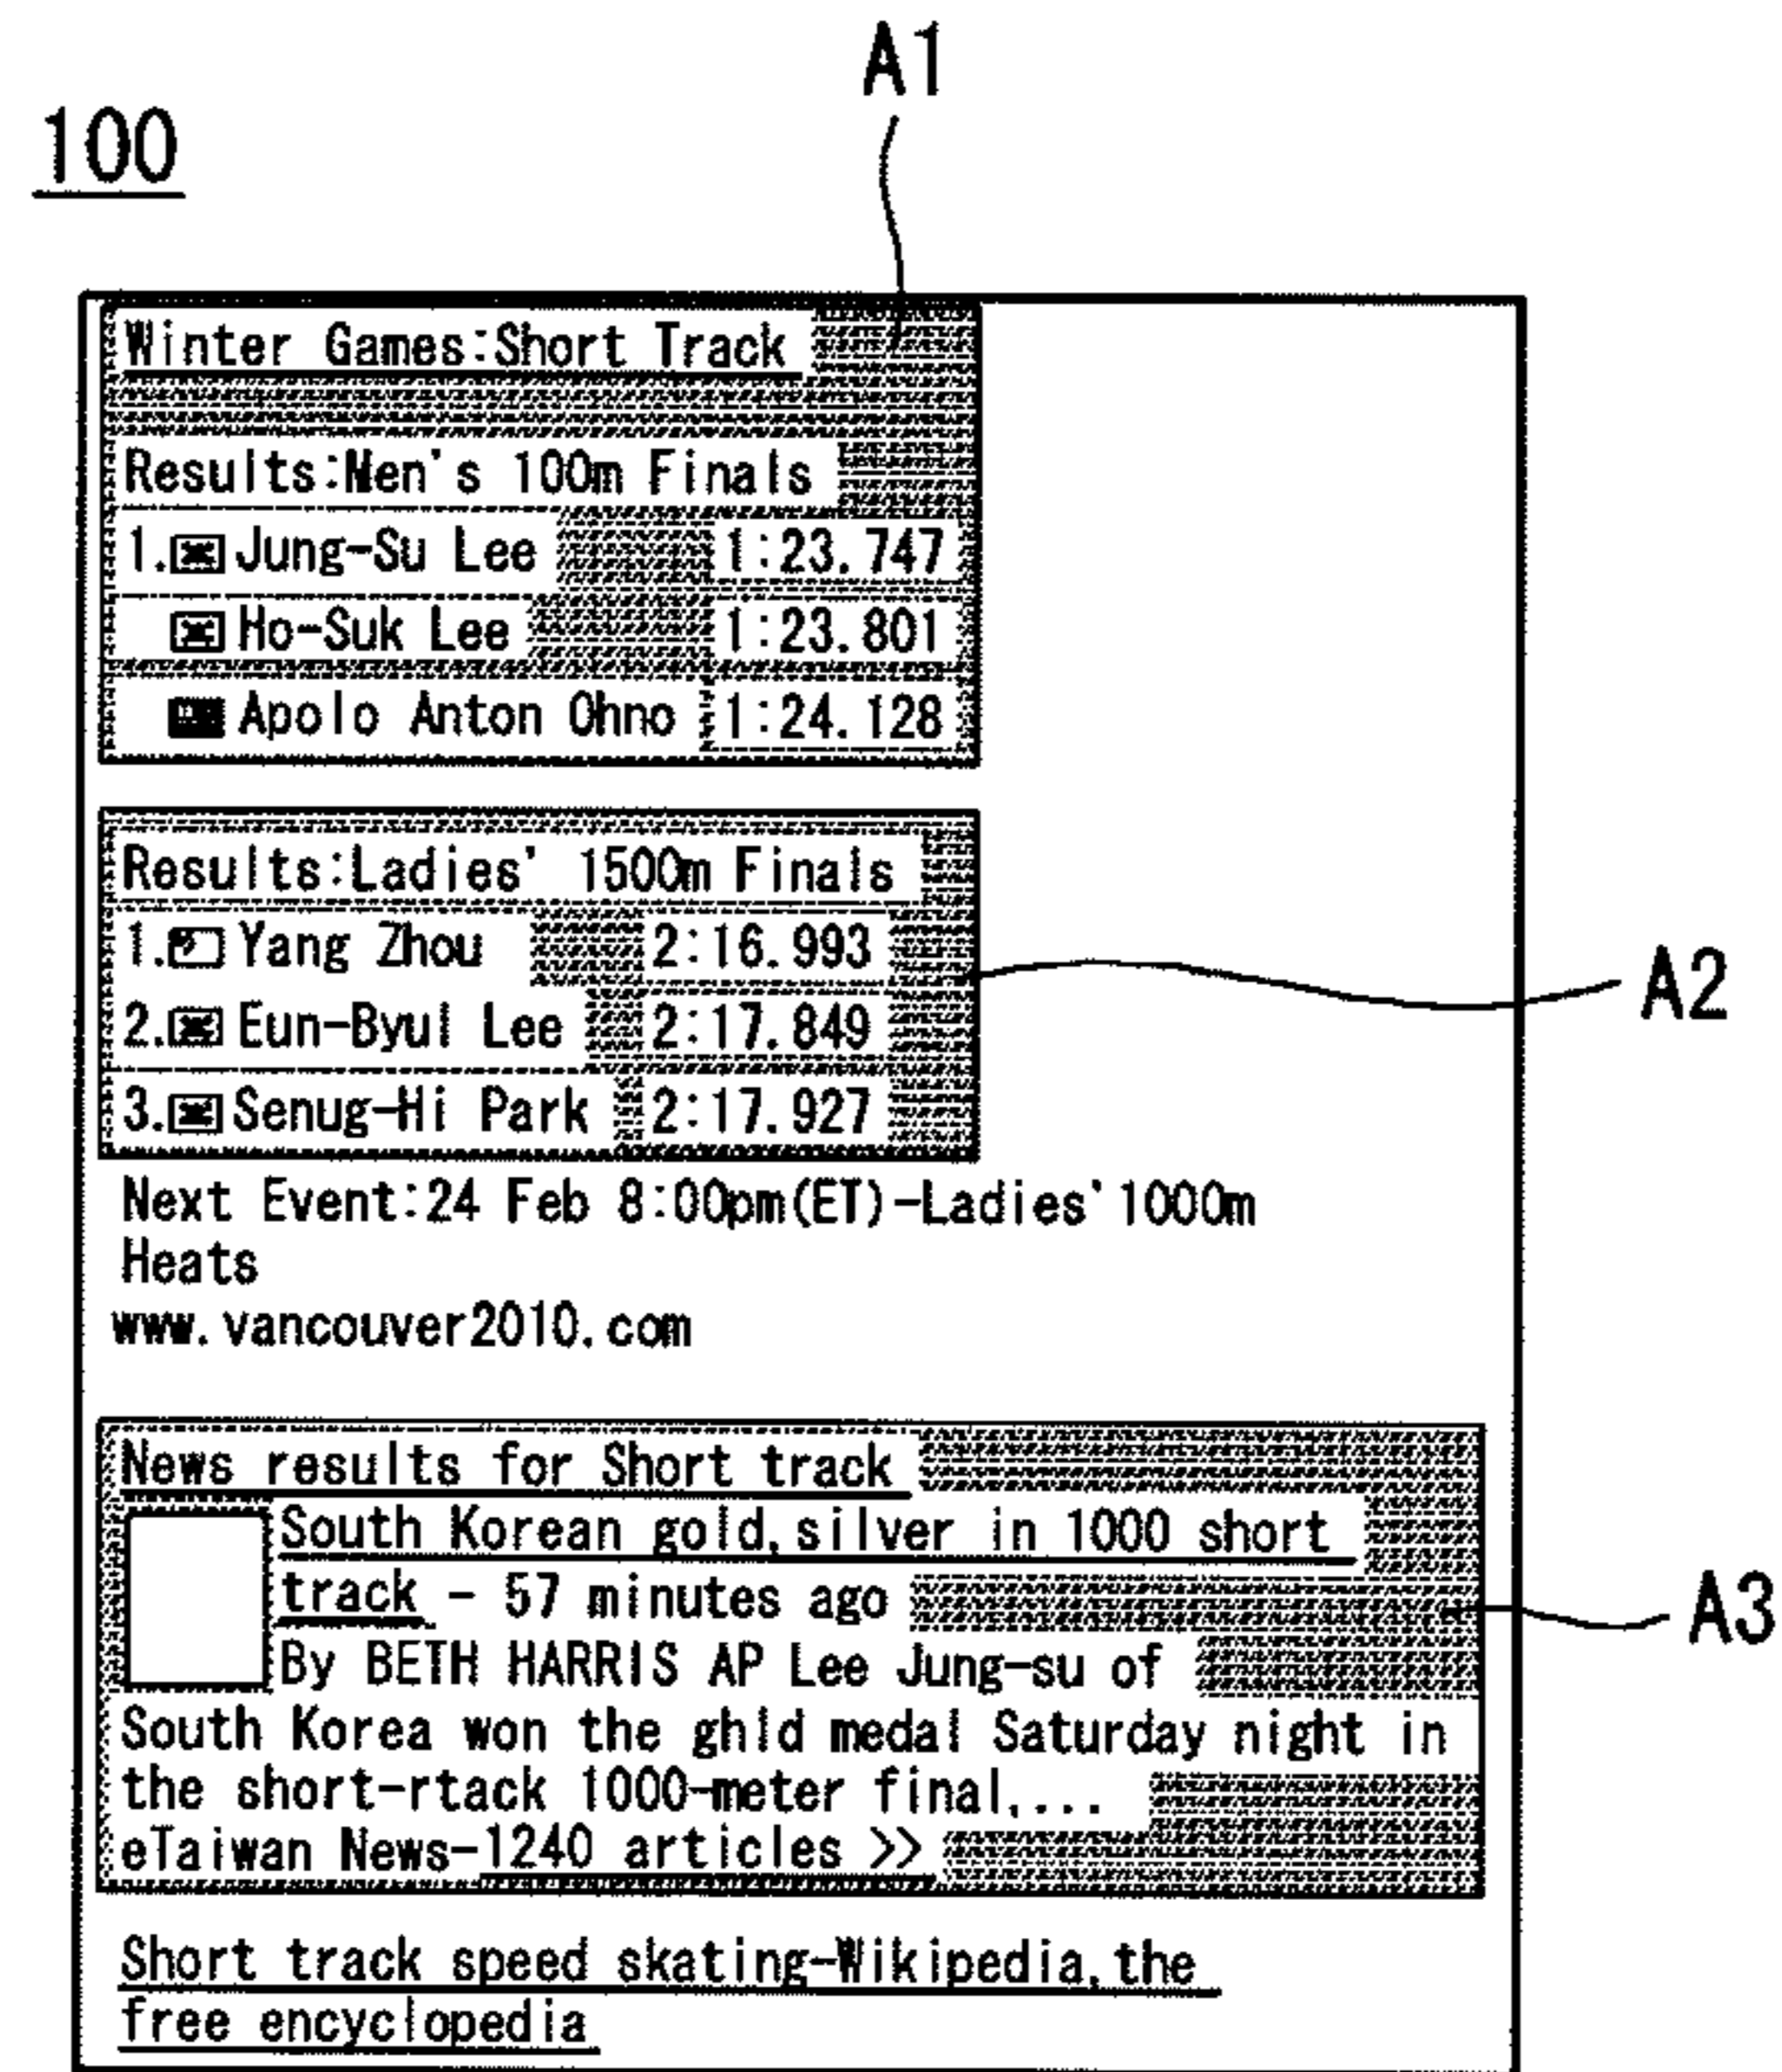 A1
100
Winter Games:Short Track
Results:Men's 100m Finals
1. Jung-Su Lee 1:23.747
Ho-Suk Lee 1:23.801
Apolo Anton Ohno 1:24.128
Results:Ladies' 1500m Finals
1. Yang Zhou 2:16.993
2. Eun-Byul Lee 2:17.849
3. Senug-Hi Park 2:17.927
A2
Next Event:24 Feb 8:00pm(ET)-Ladies'1000m
Heats
www.vancouver2010.com
News results for Short track
South Korean gold,silver in 1000 short
track - 57 minutes ago
A3
By BETH HARRIS AP Lee Jung-su of
South Korea won the ghld medal Saturday night in
the short-rtack 1000-meter final,...
eTaiwan News-1240 articles >>
Short track speed skating-Wikipedia,the
free encyclopedia